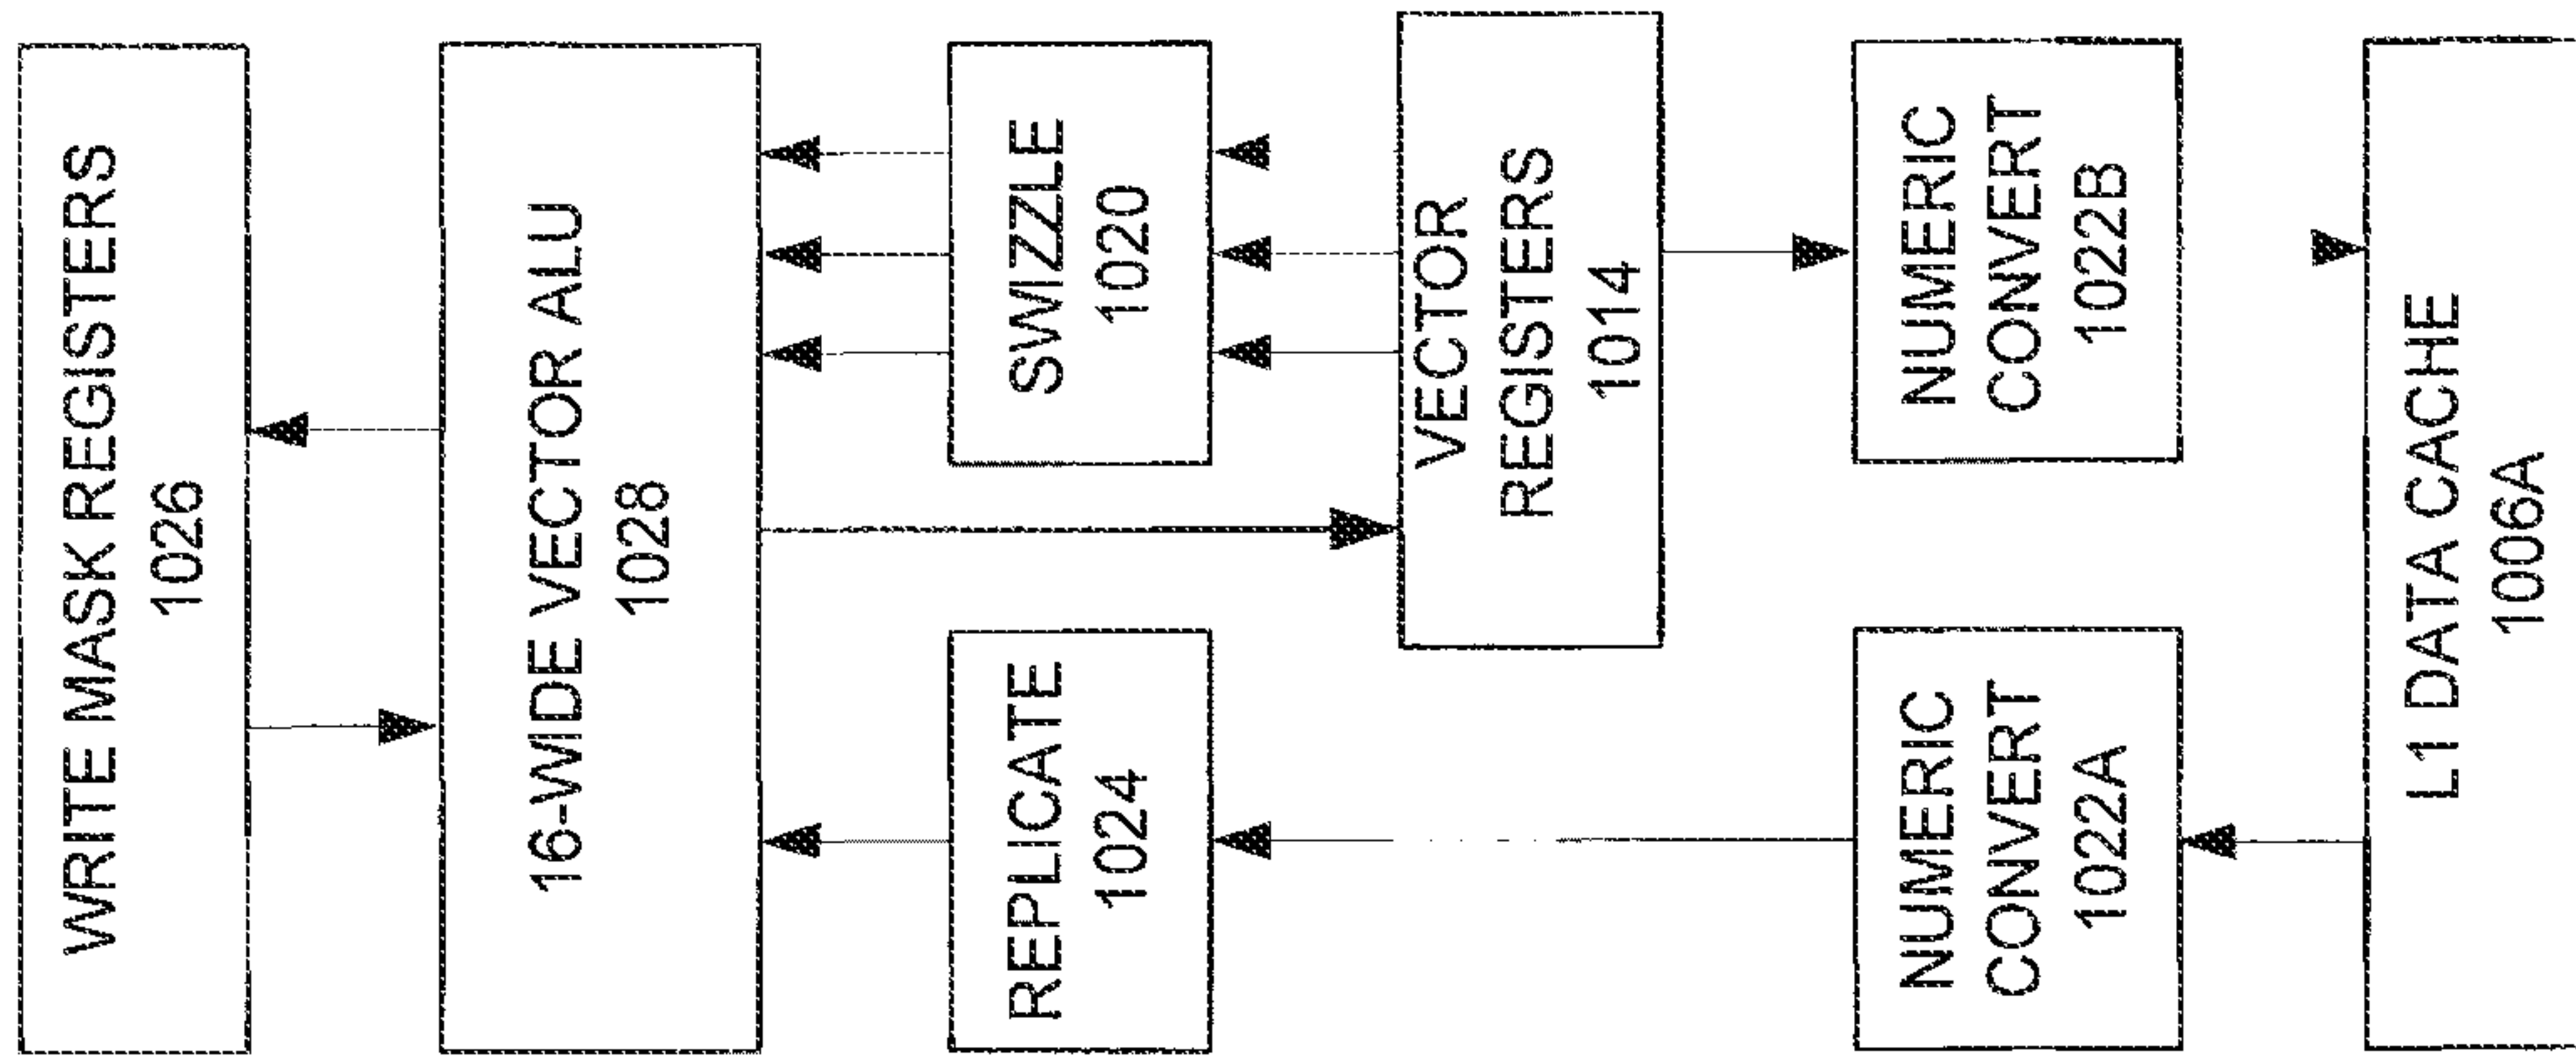 WRITE MASK REGISTERS
1026
16-WIDE VECTOR ALU
1028
REPLICATE
1024
SWIZZLE
1020
VECTOR
REGISTERS
1014
NUMERIC
CONVERT
1022A
NUMERIC
CONVERT
1022B
L1 DATA CACHE
1006A